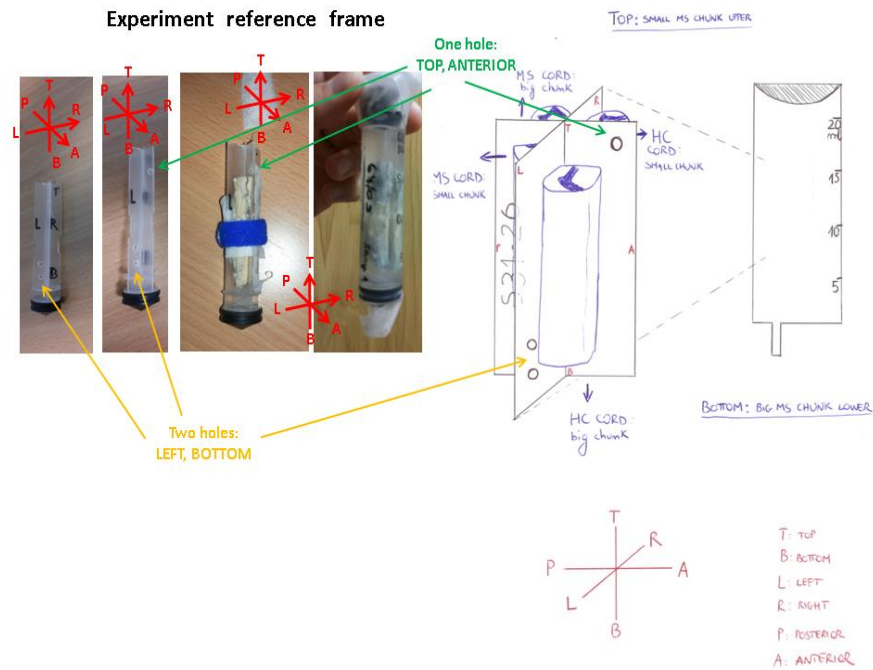 Experiment reference frame
TOP: SMALL MS CHUNK UPPER
One hole:
TOP, ANTERIOR
MS CORD:
big chunk
HC
CORD:
SMALL CHUNK
MS CORD:
SMALL CHUNK
T
P
R
L
A
B
T
P
R
L
A
B
T
R
L
A
B
T
P
R
L
A
B
L
R
T
B
L
R
T
L
A
B
S31-26
20
ml
15
10
5
HC CORD:
big chunk
BOTTOM: BIG MS CHUNK LOWER
Two holes:
LEFT, BOTTOM
T
R
P
A
L
B
T: TOP
B: BOTTOM
L: LEFT
R: RIGHT
P: POSTERIOR
A: ANTERIOR